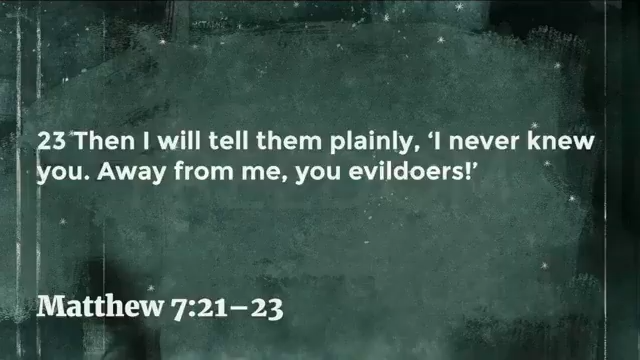 23 Then I will tell them plainly, ‘I never knew
you. Away from me, you evildoers!’
Matthew 7:21–23